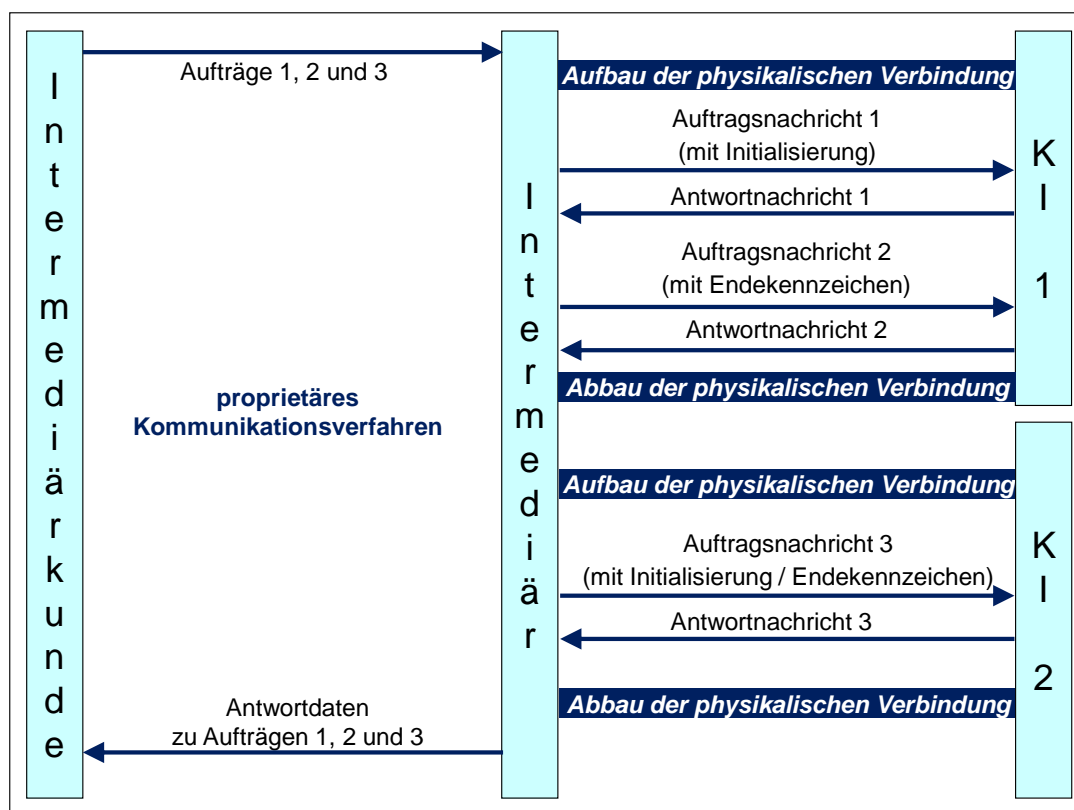 Intermediärkunde
Aufträge 1, 2 und 3
proprietäres
Kommunikationsverfahren
Antwortdaten
zu Aufträgen 1, 2 und 3
Intermediär
Aufbau der physikalischen Verbindung
Auftragsnachricht 1
(mit Initialisierung)
Antwortnachricht 1
Auftragsnachricht 2
(mit Endekennzeichen)
Antwortnachricht 2
Abbau der physikalischen Verbindung
KI 1
Aufbau der physikalischen Verbindung
Auftragsnachricht 3
(mit Initialisierung / Endekennzeichen)
Antwortnachricht 3
Abbau der physikalischen Verbindung
KI 2